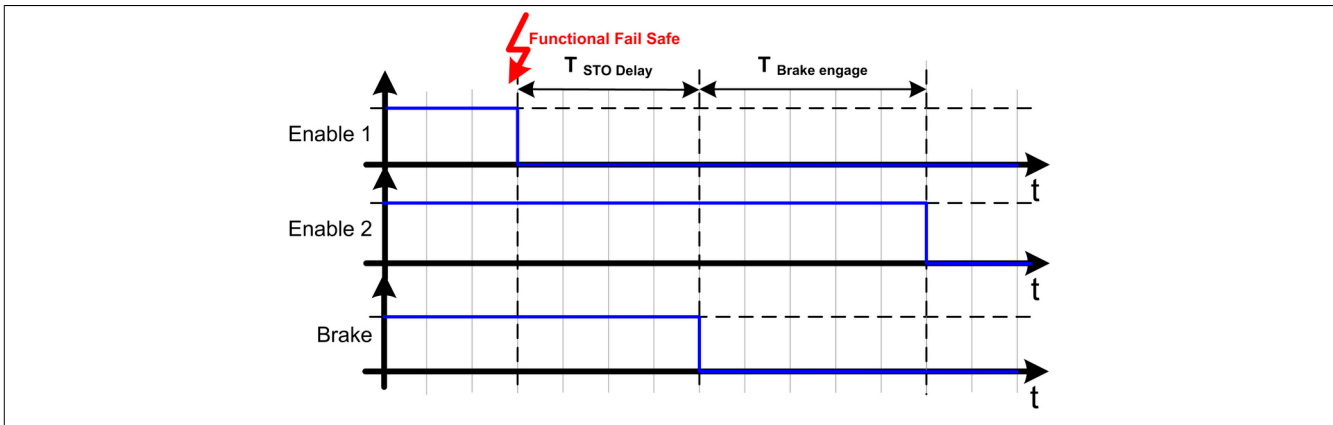 Functional Fail Safe
T STO Delay
T Brake engage
Enable 1
t
Enable 2
t
Brake
t